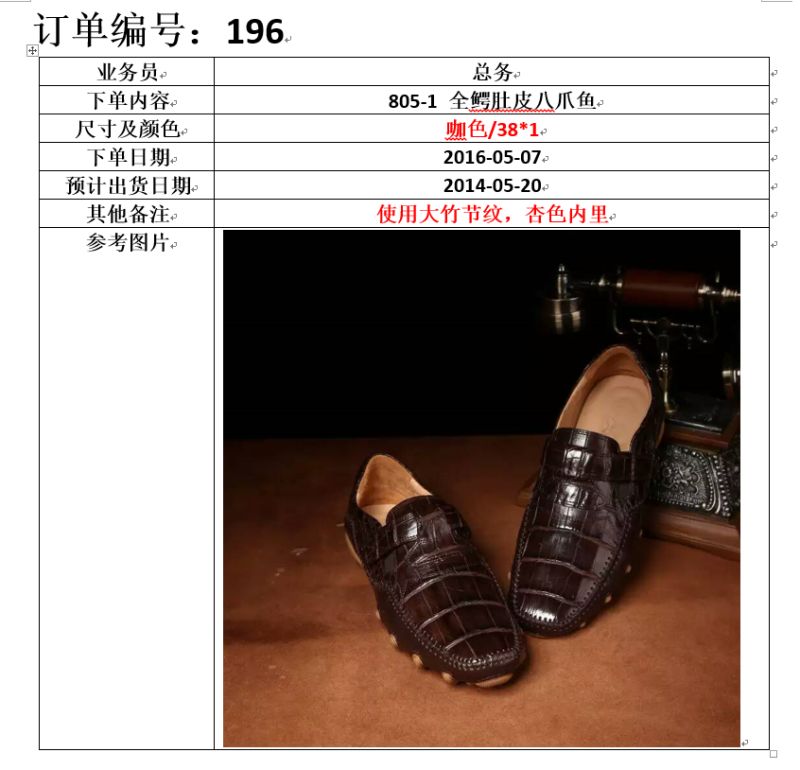 订单编号：196
业务员 总务
下单内容 805-1 全鳄肚皮八爪鱼
尺寸及颜色 咖色/38*1
下单日期 2016-05-07
预计出货日期 2014-05-20
其他备注 使用大竹节纹，杏色内里
参考图片